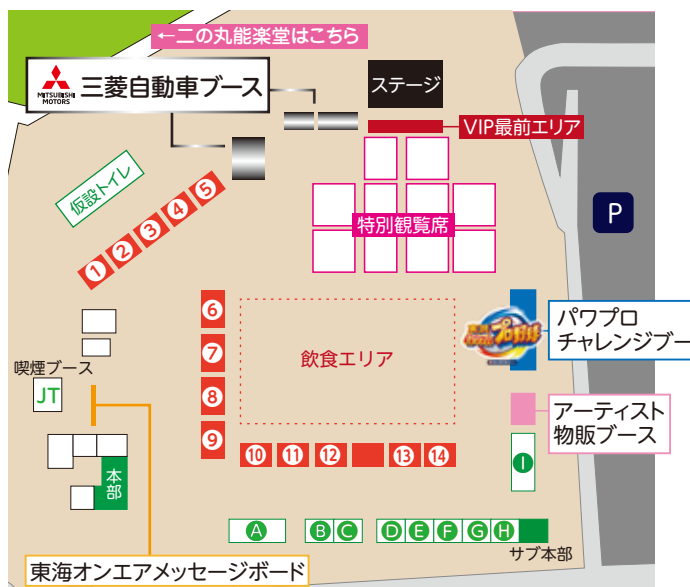 ←二の丸能楽堂はこちら
MITSUBISHI
MOTORS
三菱自動車ブース
ステージ
VIP最前エリア
仮設トイレ
特別観覧席
P
1
2
3
4
5
6
7
8
9
飲食エリア
プロ野球
パワプロ
チャレンジブー
喫煙ブース
JT
アーティスト
物販ブース
10
11
12
13
14
I
本部
A
B
C
D
E
F
G
H
サブ本部
東海オンエアメッセージボード